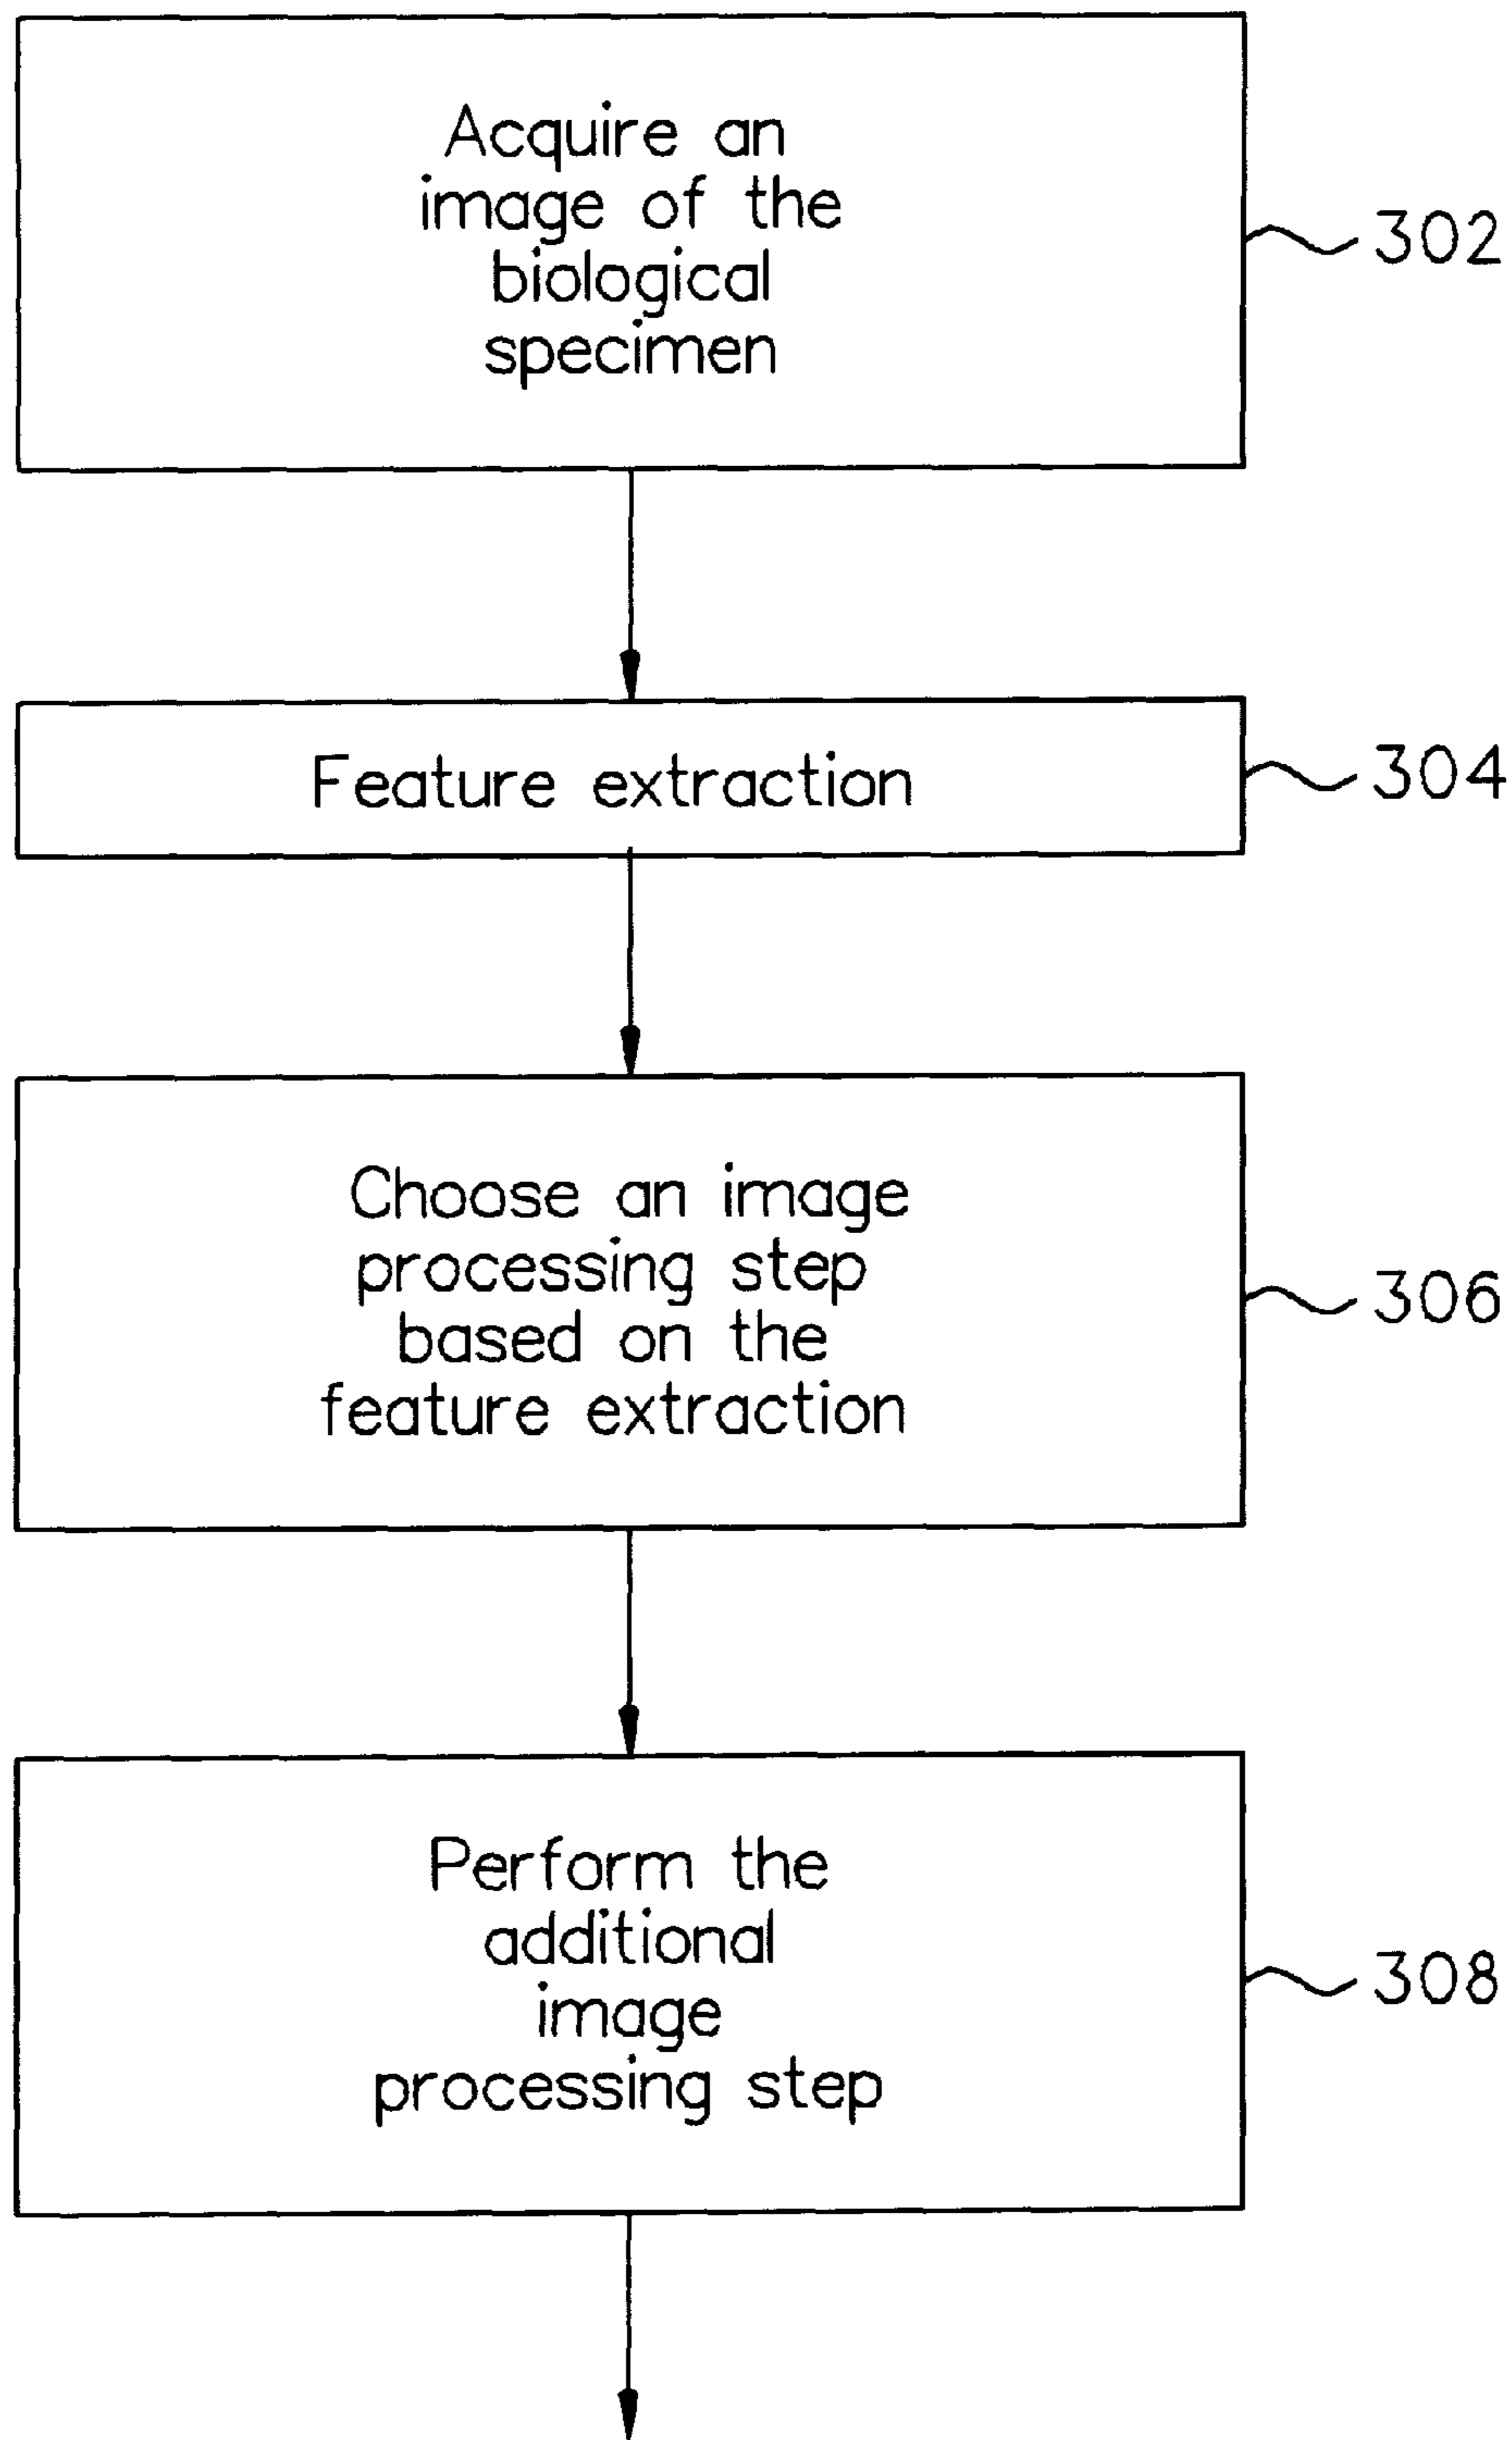 Acquire an
image of the
biological
specimen
302
Feature extraction
304
Choose an image
processing step
based on the
feature extraction
306
Perform the
additional
image
processing step
308